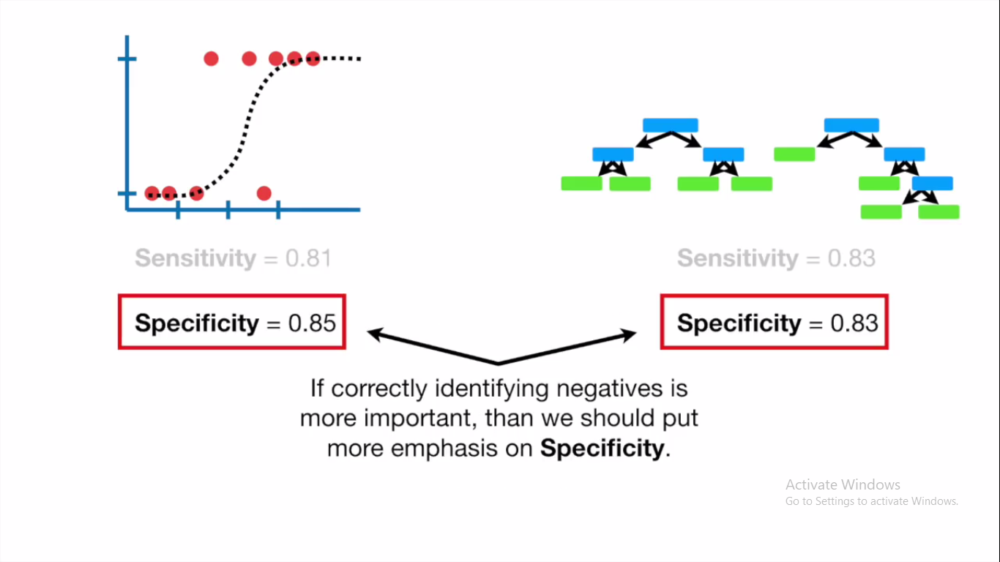 Sensitivity = 0.81
Sensitivity = 0.83
Specificity = 0.85
Specificity = 0.83
If correctly identifying negatives is
more important, than we should put
more emphasis on Specificity.
Activate Windows
Go to Settings to activate Windows.